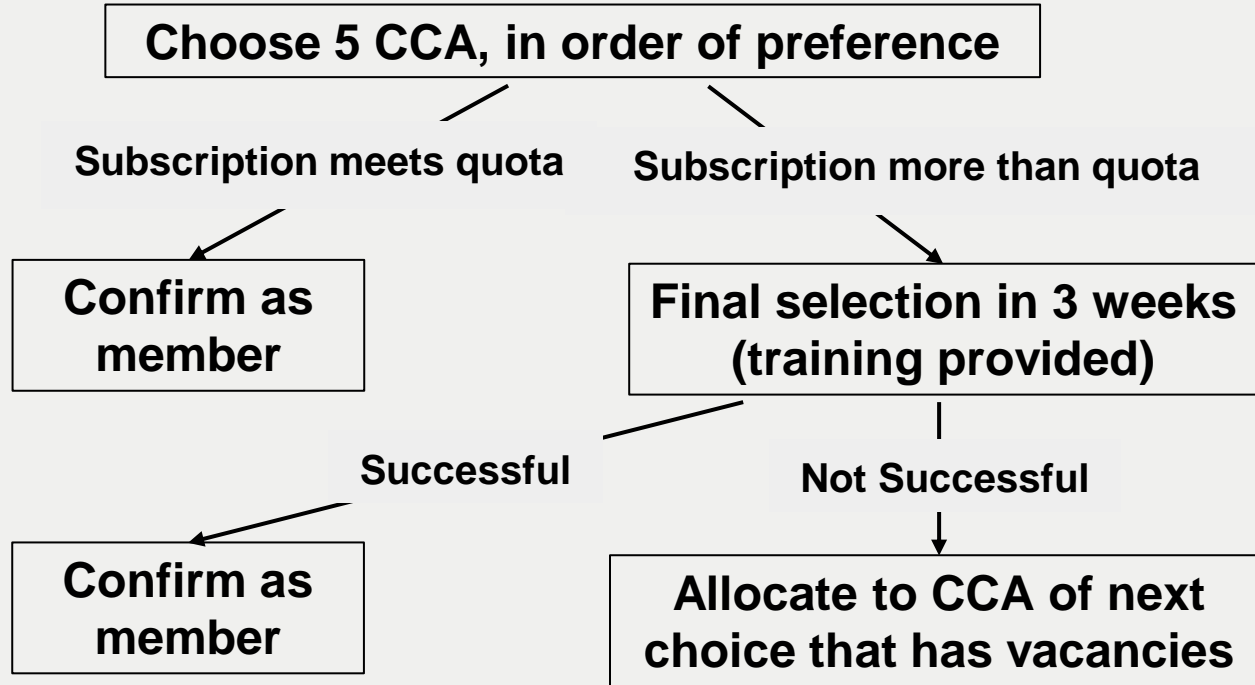 Choose 5 CCA, in order of preference
Subscription meets quota
Subscription more than quota
Confirm as
member
Final selection in 3 weeks
(training provided)
Successful
Not Successful
Confirm as
member
Allocate to CCA of next
choice that has vacancies